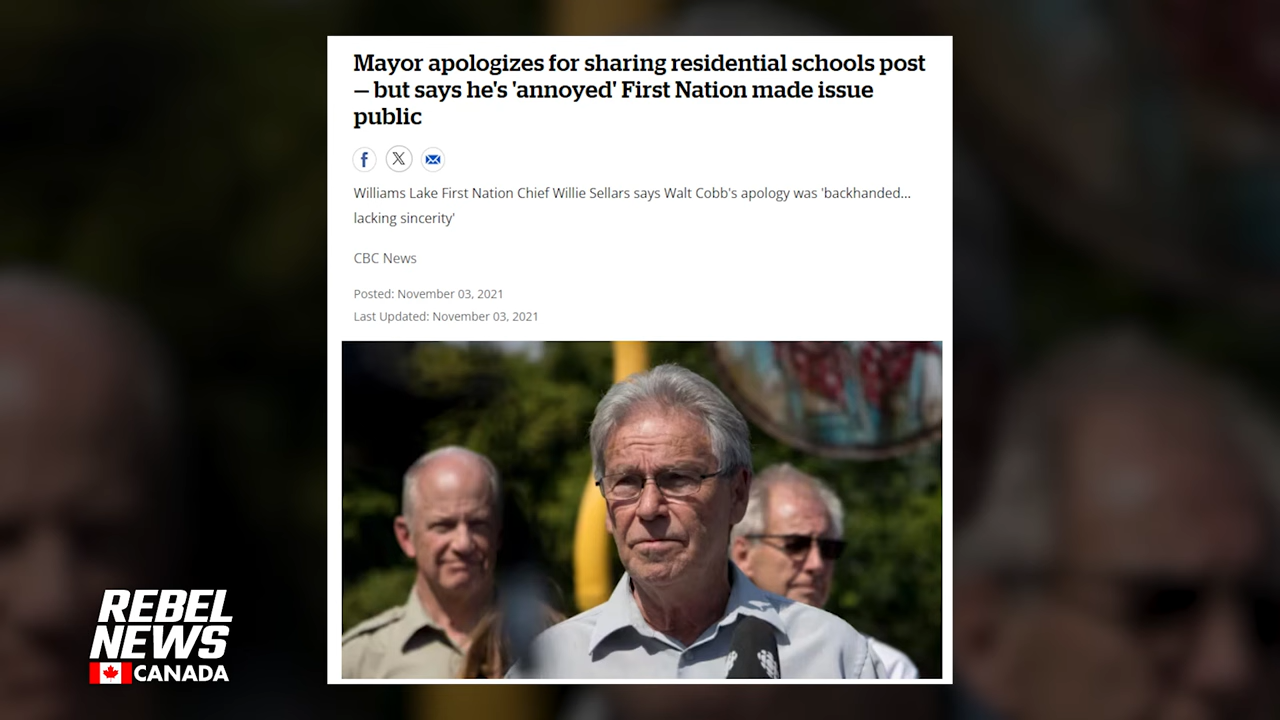 Mayor apologizes for sharing residential schools post
— but says he's 'annoyed' First Nation made issue
public
Williams Lake First Nation Chief Willie Sellars says Walt Cobb's apology was 'backhanded...
lacking sincerity'
CBC News
Posted: November 03, 2021
Last Updated: November 03, 2021
REBEL
NEWS
CANADA